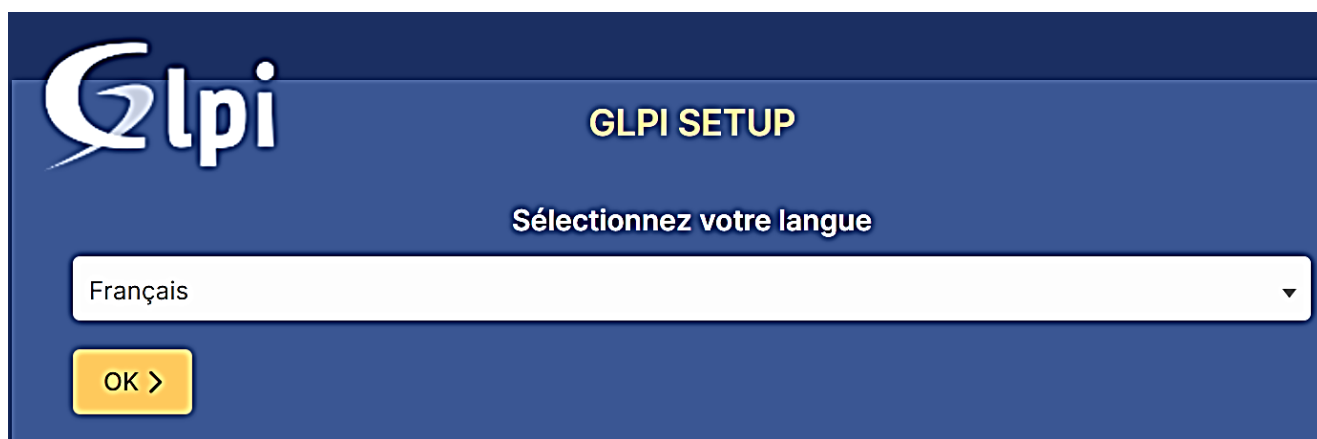 Glpi
GLPI SETUP
Sélectionnez votre langue
Français
OK